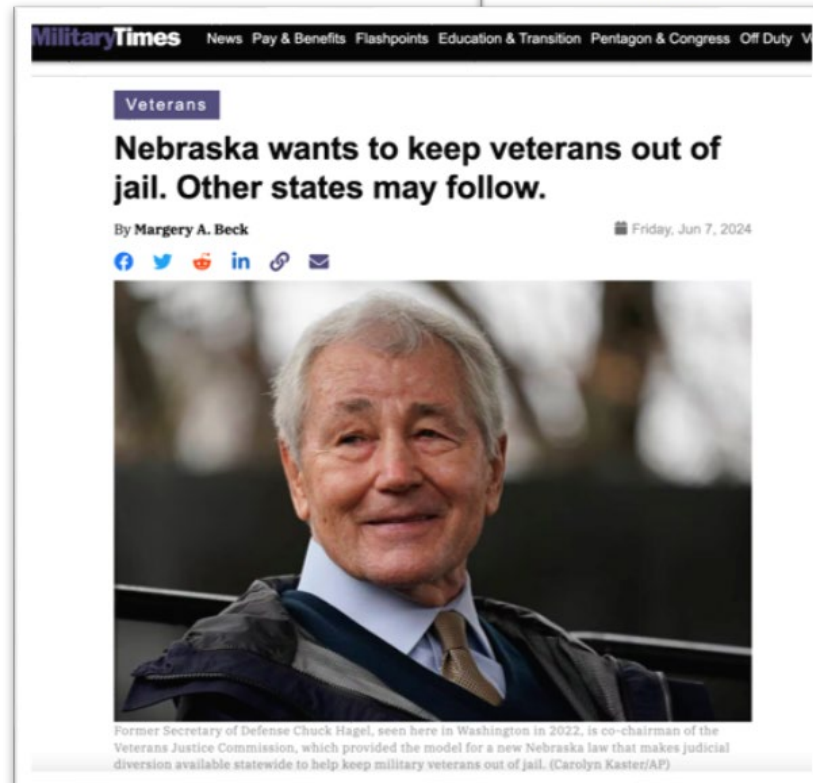 MilitaryTimes News Pay & Benefits Flashpoints Education & Transition Pentagon & Congress Off Duty
Veterans
Nebraska wants to keep veterans out of
jail. Other states may follow.
By Margery A. Beck Friday, Jun 7, 2024
Former Secretary of Defense Chuck Hagel, seen here in Washington in 2022, is co-chairman of the
Veterans Justice Commission, which provided the model for a new Nebraska law that makes judicial
diversion available statewide to help keep military veterans out of jail. (Carolyn Kaster/AP)